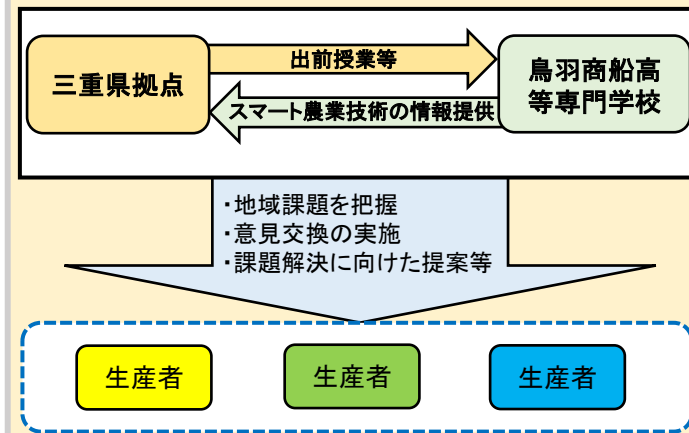 三重県拠点
出前授業等
スマート農業技術の情報提供
鳥羽商船高
等専門学校
・地域課題を把握
・意見交換の実施
・課題解決に向けた提案等
生産者
生産者
生産者